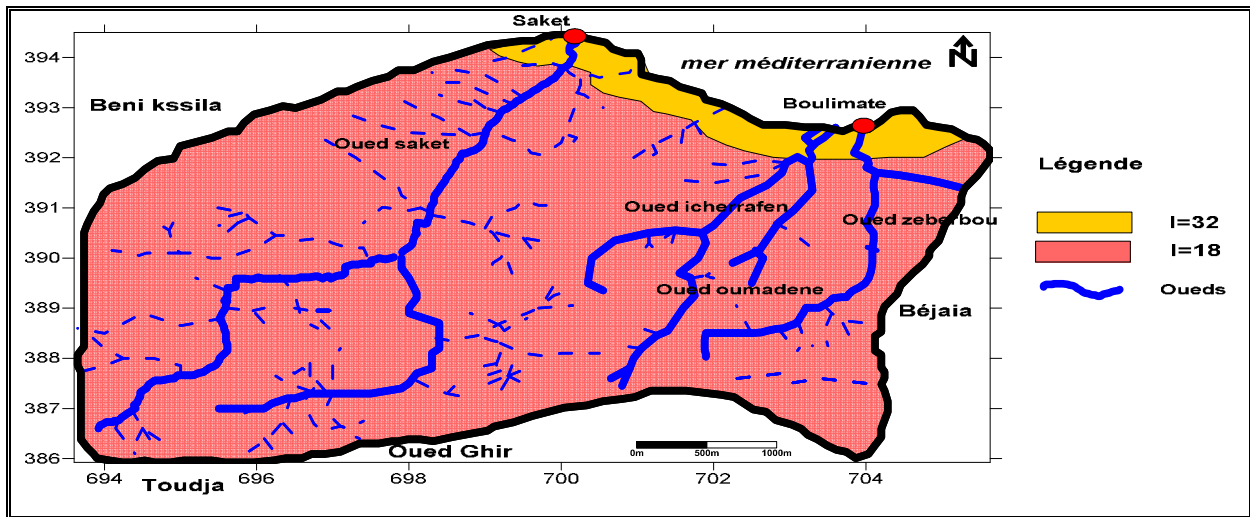 Saket
394
mer méditerranienne
N
393
Beni kssila
Boulimate
392
Oued saket
Légende
391
Oued icherrafen
Oued zeberbou
I=32
390
I=18
389
Oued oumadene
Oueds
Béjaia
388
387
386
Oued Ghir
0m
500m
1000m
694
696
698
700
702
704
Toudja